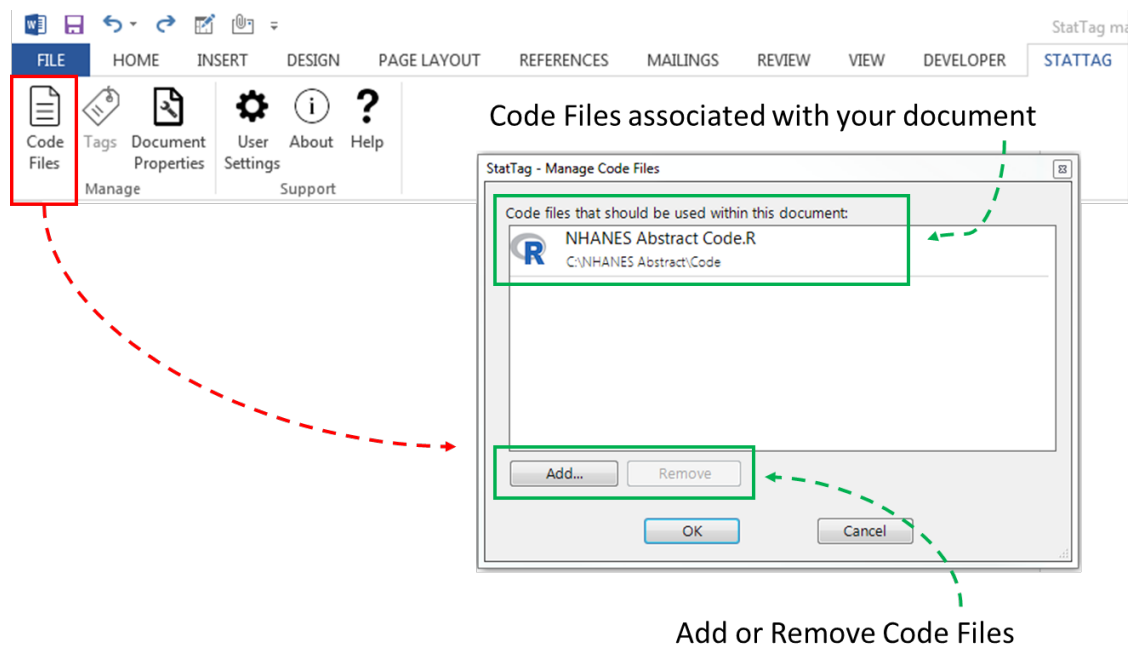 StatTag ma
FILE HOME INSERT DESIGN PAGE LAYOUT REFERENCES MAILINGS REVIEW VIEW DEVELOPER STATTAG
Code Files
Tags
Document Properties
User Settings
About
Help
Manage
Support
Code Files associated with your document
StatTag - Manage Code Files
Code files that should be used within this document:
R
NHANES Abstract Code.R
C:\NHANES Abstract\Code
Add... Remove
OK Cancel
Add or Remove Code Files